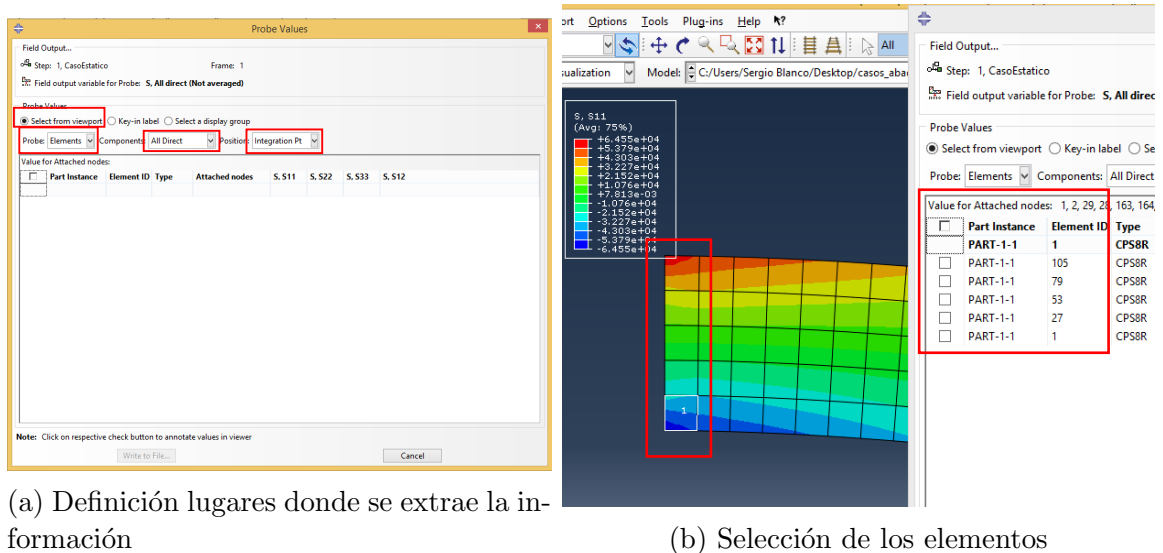 Probe Values
Field Output...
Step: 1, CasoEstatico Frame: 1
Field output variable for Probe: S, All direct (Not averaged)
Probe Values
Select from viewport Key-in label Select a display group
Probe: Elements Components: All Direct Position: Integration Pt
Value for Attached nodes:
Part Instance Element ID Type Attached nodes S, S11 S, S22 S, S33 S, S12
Note: Click on respective check button to annotate values in viewer
Write to File... Cancel
(a) Definición lugares donde se extrae la in-
formación
ort Options Tools Plug-ins Help
All
ualization Model: C:/Users/Sergio Blanco/Desktop/casos_aba
S, S11
(Avg: 75%)
+6.455e+04
+5.379e+04
+4.303e+04
+3.227e+04
+2.152e+04
+1.076e+04
+7.813e-03
-1.076e+04
-2.152e+04
-3.227e+04
-4.303e+04
-5.379e+04
-6.455e+04
1
Field Output...
Step: 1, CasoEstatico
Field output variable for Probe: S, All direc
Probe Values
Select from viewport Key-in label Se
Probe: Elements Components: All Direct
Value for Attached nodes: 1, 2, 29, 28, 163, 164,
Part Instance Element ID Type
PART-1-1 1 CPS8R
PART-1-1 105 CPS8R
PART-1-1 79 CPS8R
PART-1-1 53 CPS8R
PART-1-1 27 CPS8R
PART-1-1 1 CPS8R
(b) Selección de los elementos